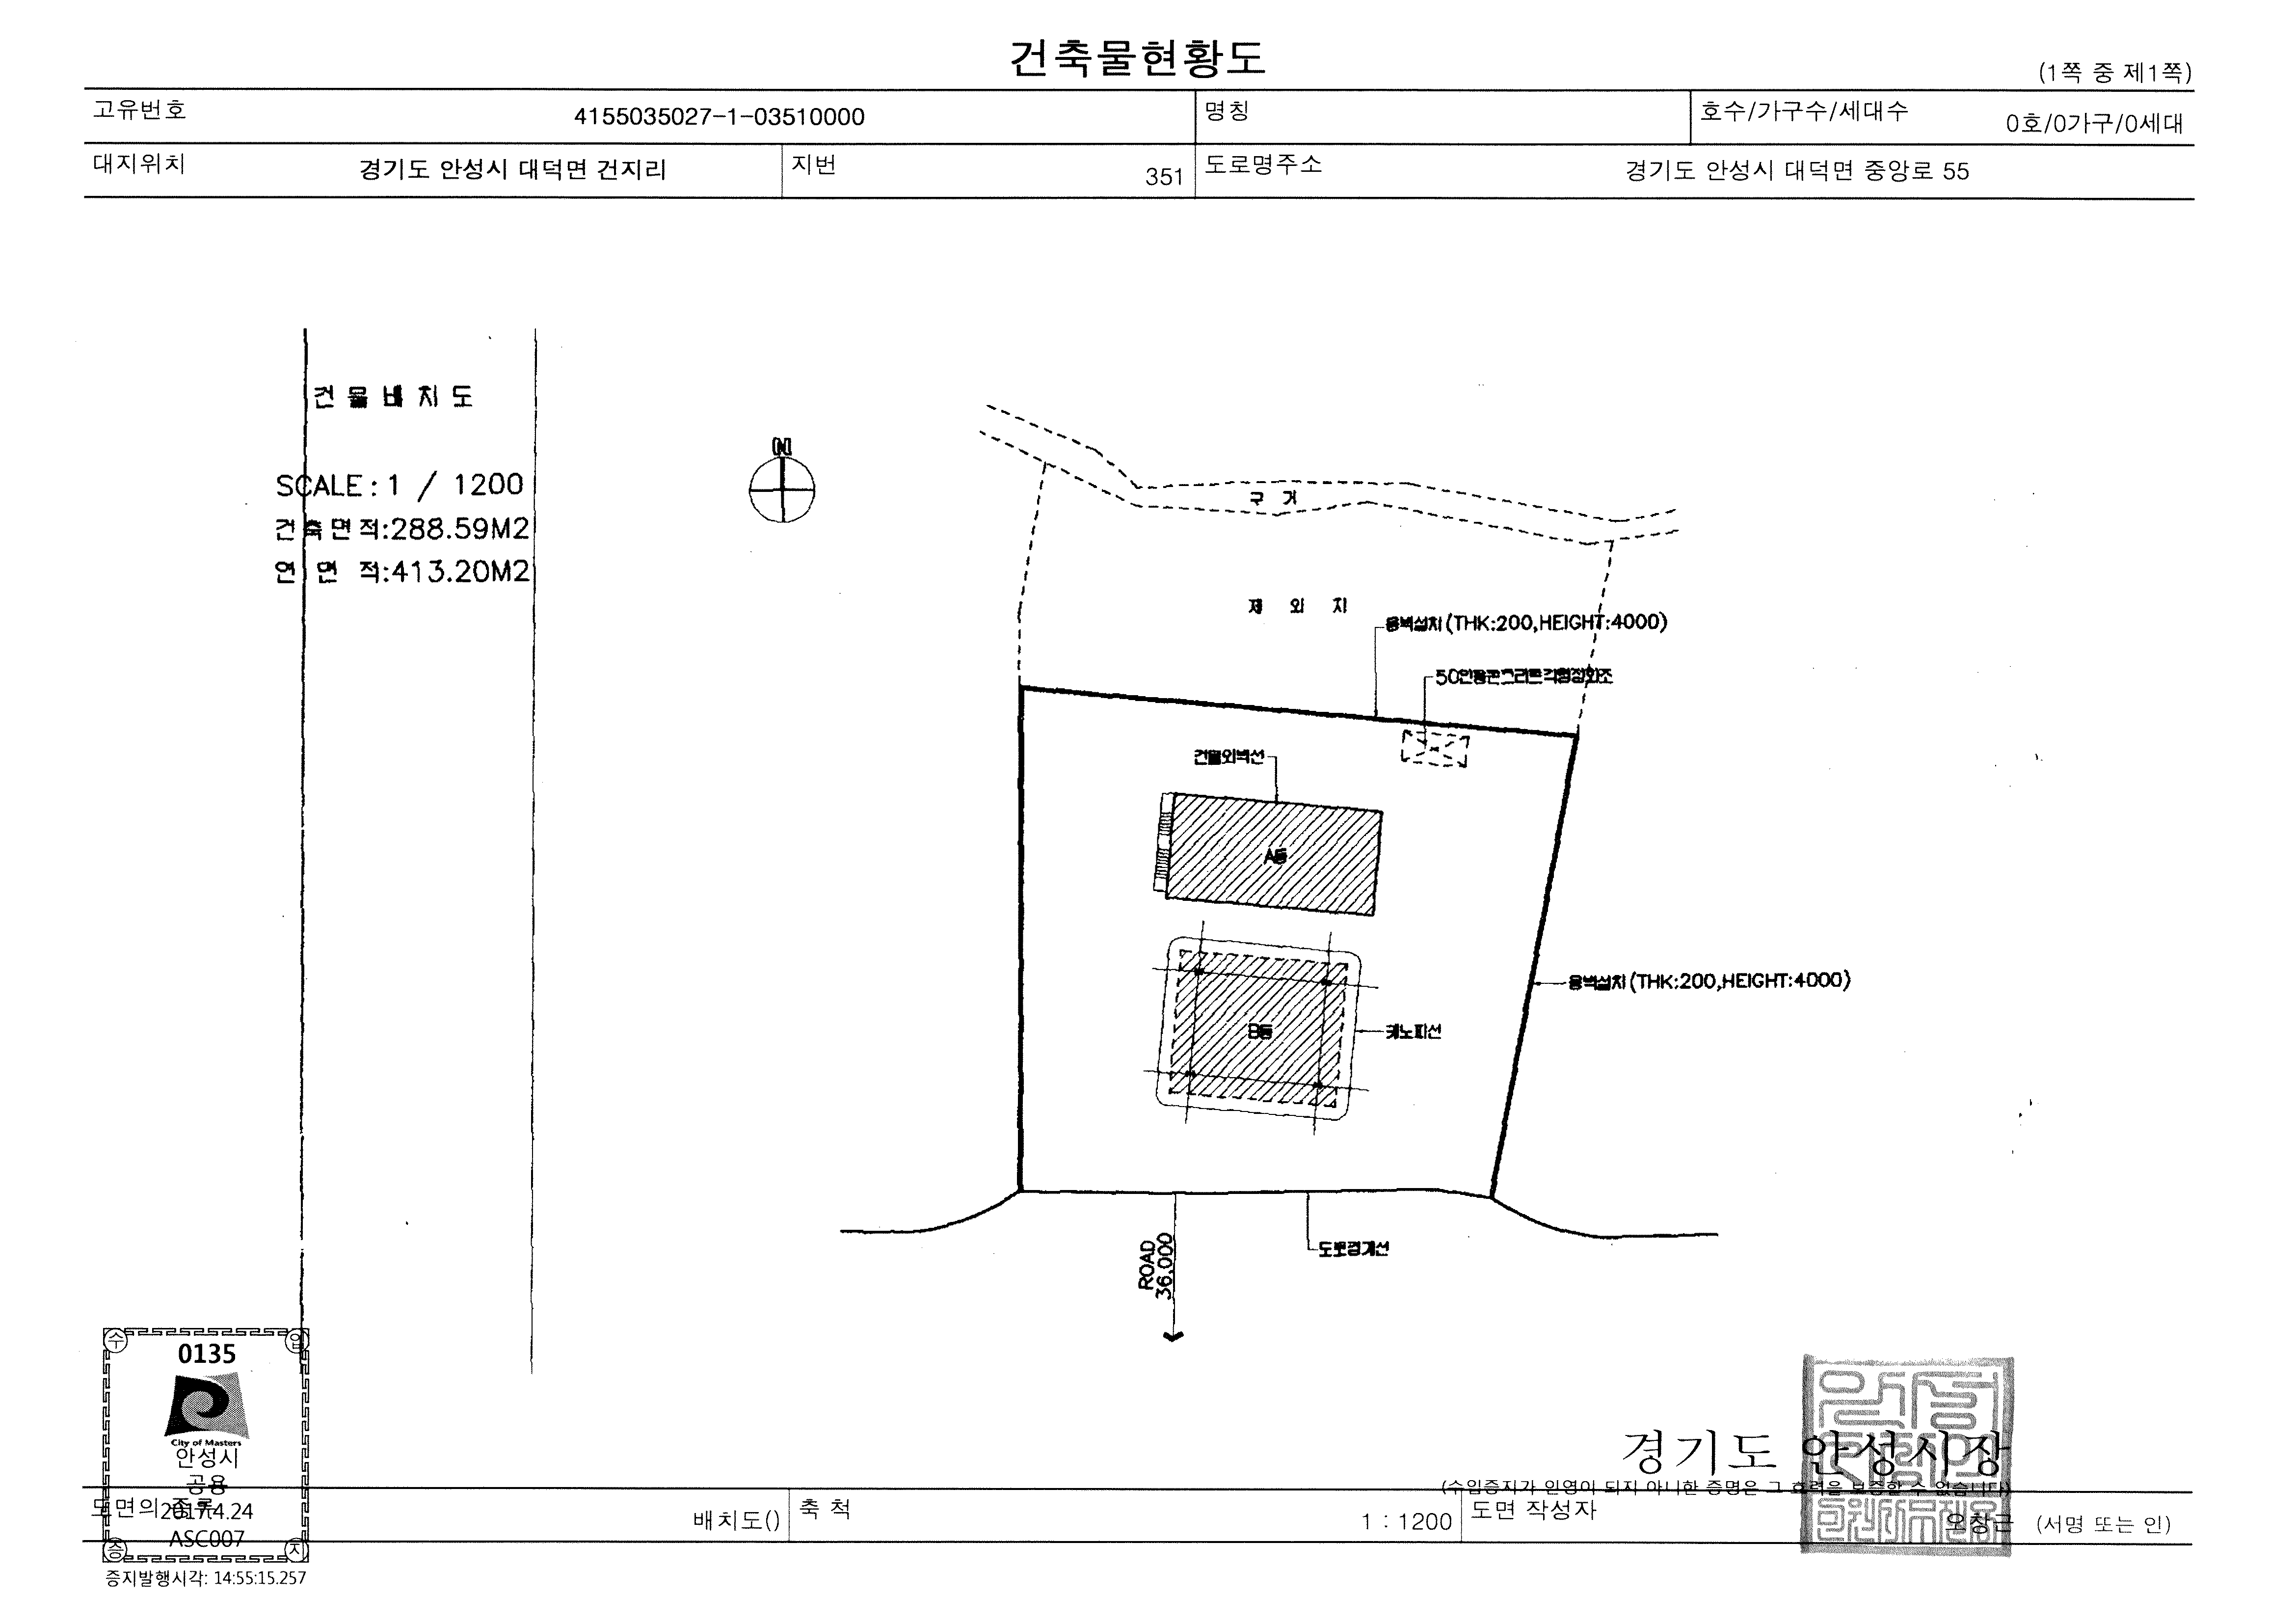 건축물현황도
(1쪽 중 제1쪽)
고유번호 4155035027-1-03510000 명칭 호수/가구수/세대수 0호/0가구/0세대
대지위치 경기도 안성시 대덕면 건지리 지번 351 도로명주소 경기도 안성시 대덕면 중앙로 55
건물배치도
SCALE : 1 / 1200
건축면적:288.59M2
연면적:413.20M2
N
구거
제외지
옹벽설치(THK:200,HEIGHT:4000)
50인용콘크리트각형정화조
건물외벽선
A동
옹벽설치(THK:200,HEIGHT:4000)
B동
캐노피선
도로경계선
ROAD
36.000
수입증지
0135
City of Masters
안성시
공용
2017.4.24
ASC007
증지발행시각: 14:55:15.257
경기도 안성시장
(수입증지가 인영이 되지 아니한 증명은 그 효력을 보증할 수 없습니다)
도면의 종류 배치도() 축척 1 : 1200 도면 작성자 창근 (서명 또는 인)